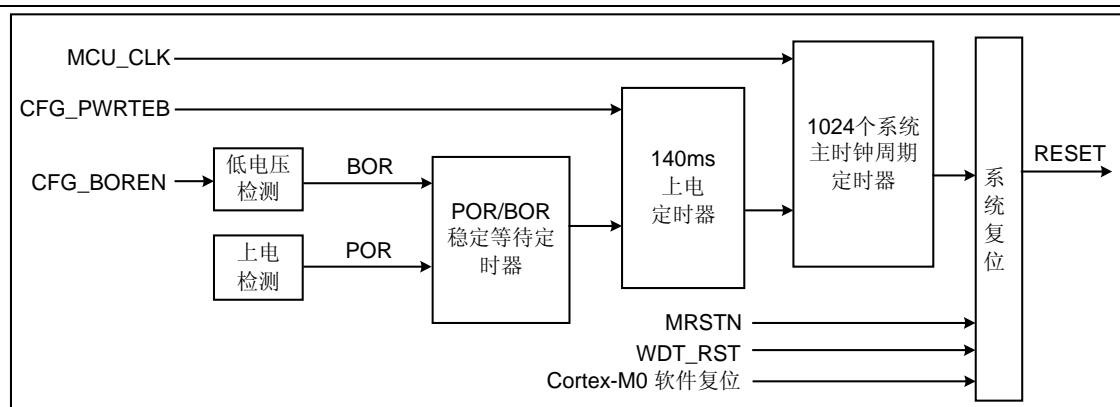 MCU_CLK
CFG_PWRTEB
CFG_BOREN
低电压
检测
BOR
上电
检测
POR
POR/BOR
稳定等待定
时器
140ms
上电
定时器
1024个系统
主时钟周期
定时器
系
统
复
位
RESET
MRSTN
WDT_RST
Cortex-M0 软件复位